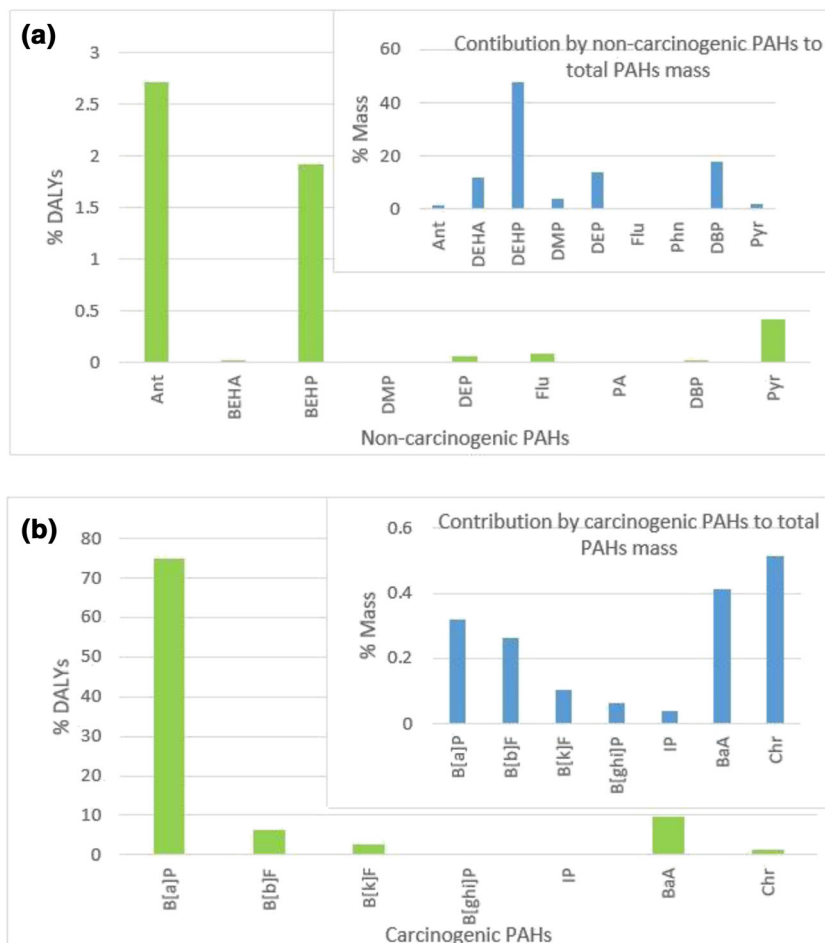 (a)
3
2.5
2
1.5
1
0.5
0
% DALYs
Ant
BEHA
BEHP
DMP
DEP
Flu
PA
DBP
Pyr
Non-carcinogenic PAHs
Contibution by non-carcinogenic PAHs to
total PAHs mass
60
40
20
0
% Mass
Ant
DEHA
DEHP
DMP
DEP
Flu
Phn
DBP
Pyr
(b)
80
70
60
50
40
30
20
10
0
% DALYs
B[a]P
B[b]F
B[k]F
B[ghi]P
IP
BaA
Chr
Carcinogenic PAHs
Contribution by carcinogenic PAHs to total
PAHs mass
0.6
0.4
0.2
0
% Mass
B[a]P
B[b]F
B[k]F
B[ghi]P
IP
BaA
Chr